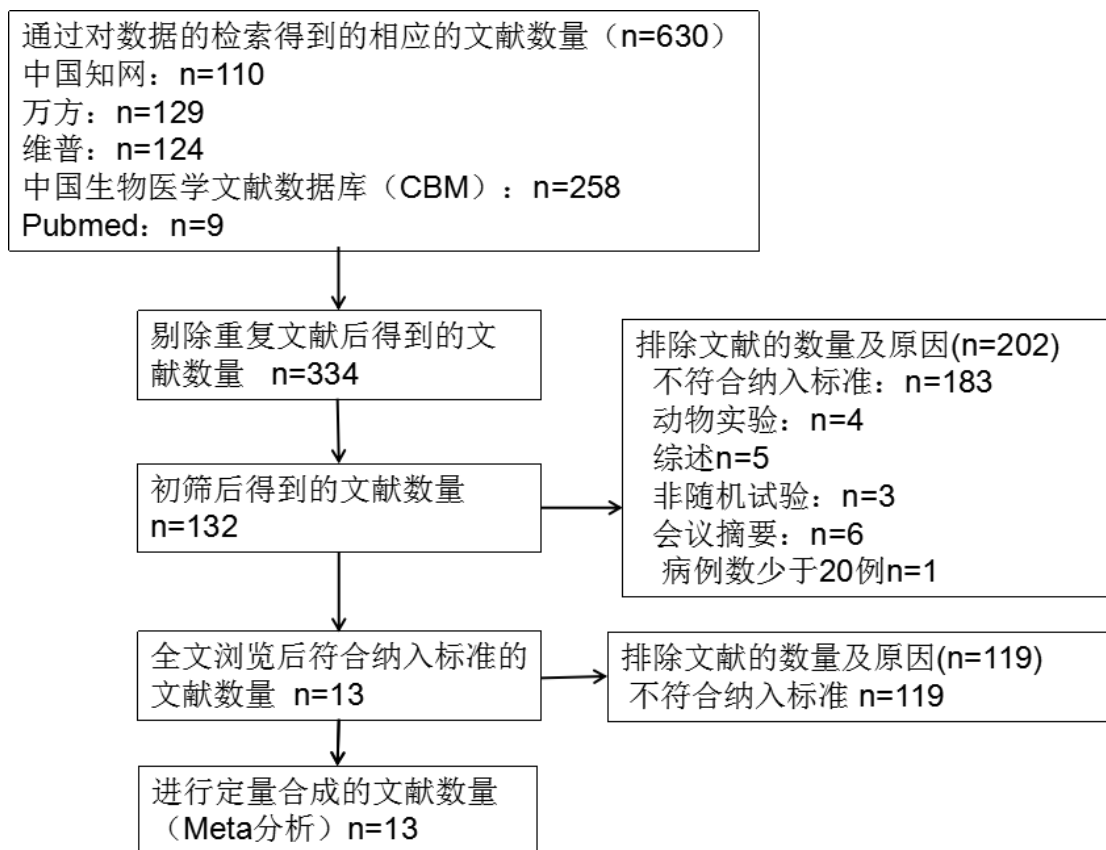 通过对数据的检索得到的相应的文献数量（n=630）
中国知网：n=110
万方：n=129
维普：n=124
中国生物医学文献数据库（CBM）：n=258
Pubmed：n=9
剔除重复文献后得到的文
献数量 n=334
排除文献的数量及原因(n=202)
不符合纳入标准：n=183
动物实验：n=4
综述n=5
非随机试验：n=3
会议摘要：n=6
病例数少于20例n=1
初筛后得到的文献数量
n=132
全文浏览后符合纳入标准的
文献数量 n=13
排除文献的数量及原因(n=119)
不符合纳入标准 n=119
进行定量合成的文献数量
（Meta分析）n=13